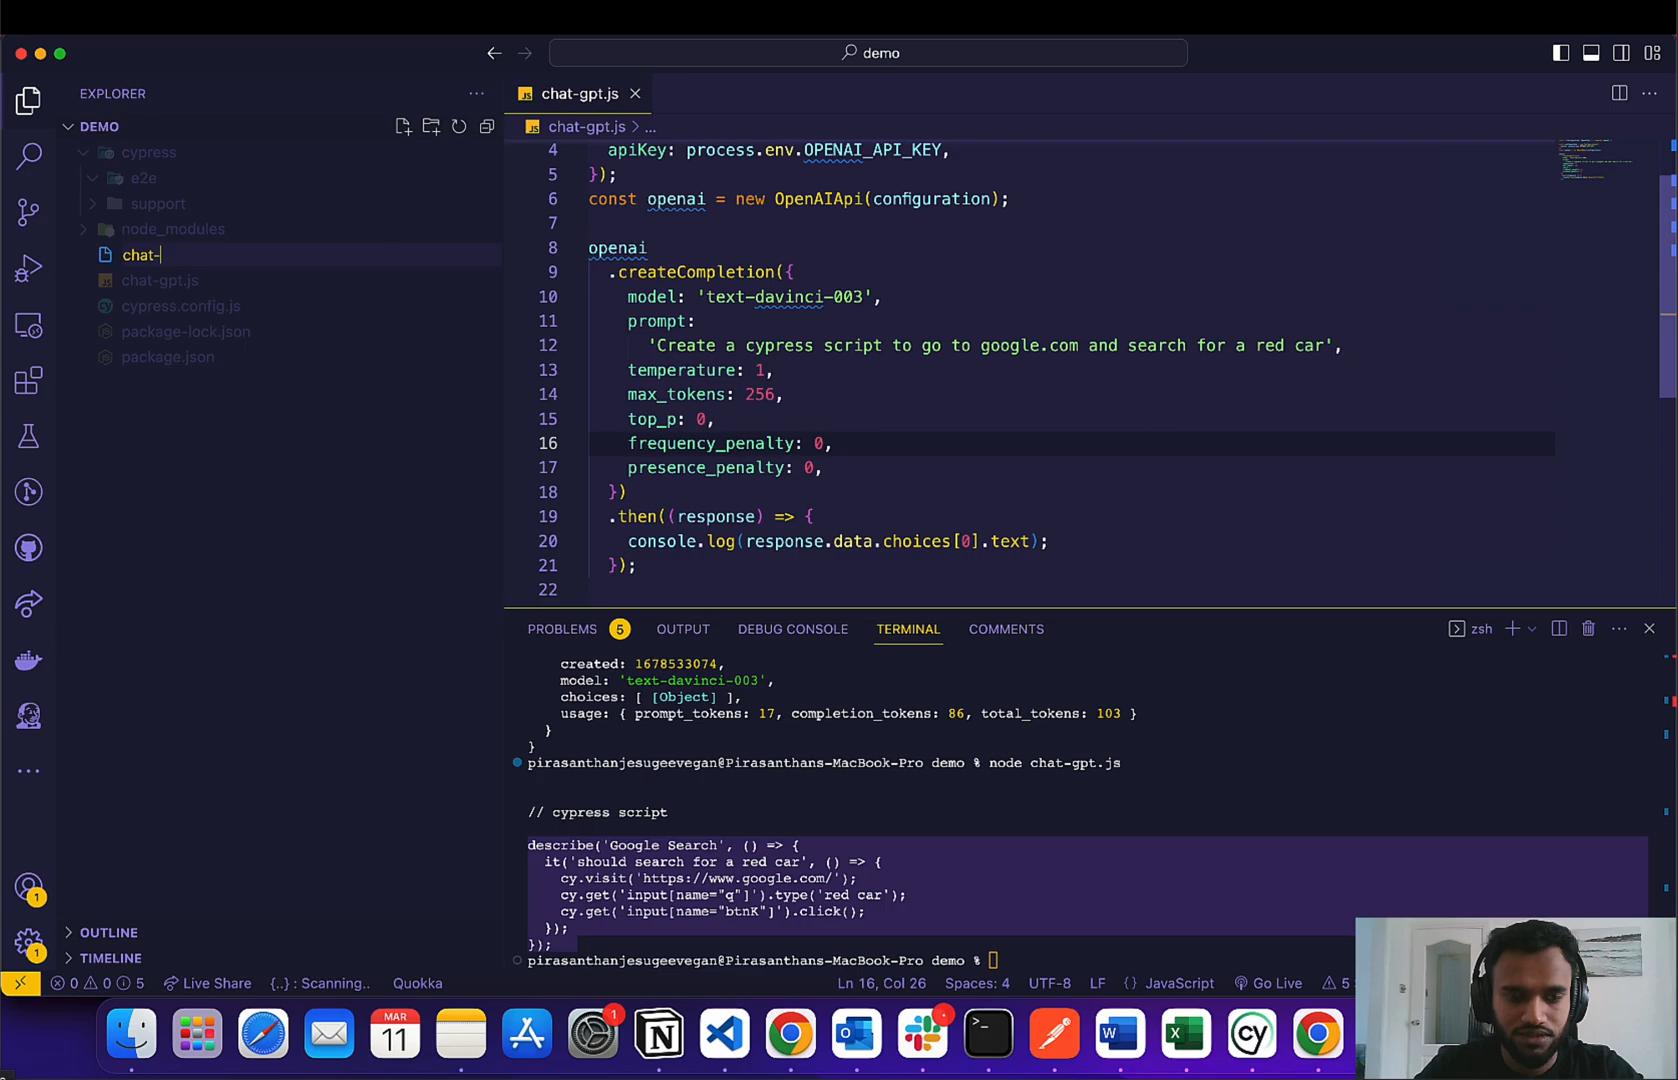 demo
EXPLORER
DEMO
cypress
e2e
support
node_modules
chat-
chat-gpt.js
cypress.config.js
package-lock.json
package.json
OUTLINE
TIMELINE
chat-gpt.js
chat-gpt.js > ...
4 apiKey: process.env.OPENAI_API_KEY,
5 });
6 const openai = new OpenAIApi(configuration);
7
8 openai
9 .createCompletion({
10 model: 'text-davinci-003',
11 prompt:
12 'Create a cypress script to go to google.com and search for a red car',
13 temperature: 1,
14 max_tokens: 256,
15 top_p: 0,
16 frequency_penalty: 0,
17 presence_penalty: 0,
18 })
19 .then((response) => {
20 console.log(response.data.choices[0].text);
21 });
22
PROBLEMS 5 OUTPUT DEBUG CONSOLE TERMINAL COMMENTS zsh
created: 1678533074,
model: 'text-davinci-003',
choices: [ [Object] ],
usage: { prompt_tokens: 17, completion_tokens: 86, total_tokens: 103 }
}
}
pirasanthanjesugeevegan@Pirasanthans-MacBook-Pro demo % node chat-gpt.js
// cypress script
describe('Google Search', () => {
it('should search for a red car', () => {
cy.visit('https://www.google.com/');
cy.get('input[name="q"]').type('red car');
cy.get('input[name="btnK"]').click();
});
});
pirasanthanjesugeevegan@Pirasanthans-MacBook-Pro demo %
1
1
0 0 5 Live Share {..} : Scanning.. Quokka Ln 16, Col 26 Spaces: 4 UTF-8 LF {} JavaScript Go Live 5
MAR
11
1
W
X
cy